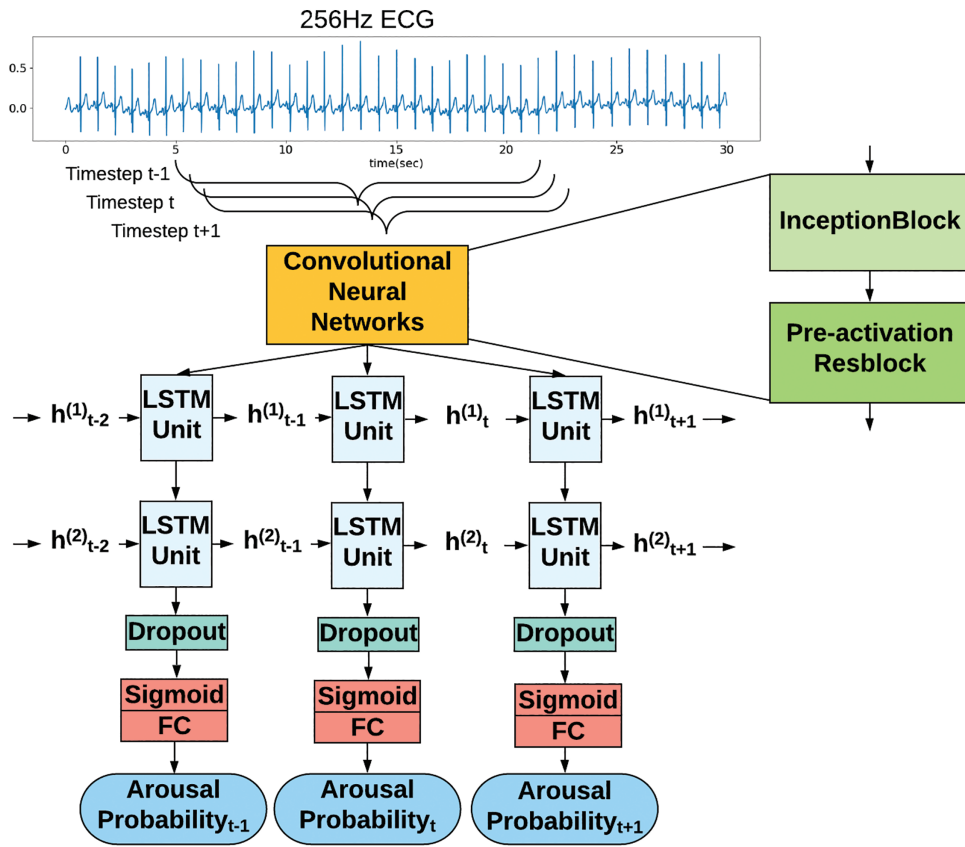 256Hz ECG
0.5
0.0
0 5 10 15 20 25 30
time(sec)
Timestep t-1
Timestep t
Timestep t+1
InceptionBlock
Pre-activation
Resblock
Convolutional
Neural
Networks
h(1)t-2
LSTM
Unit
h(1)t-1
LSTM
Unit
h(1)t
LSTM
Unit
h(1)t+1
h(2)t-2
LSTM
Unit
h(2)t-1
LSTM
Unit
h(2)t
LSTM
Unit
h(2)t+1
Dropout
Dropout
Dropout
Sigmoid
FC
Sigmoid
FC
Sigmoid
FC
Arousal
Probabilityt-1
Arousal
Probabilityt
Arousal
Probabilityt+1